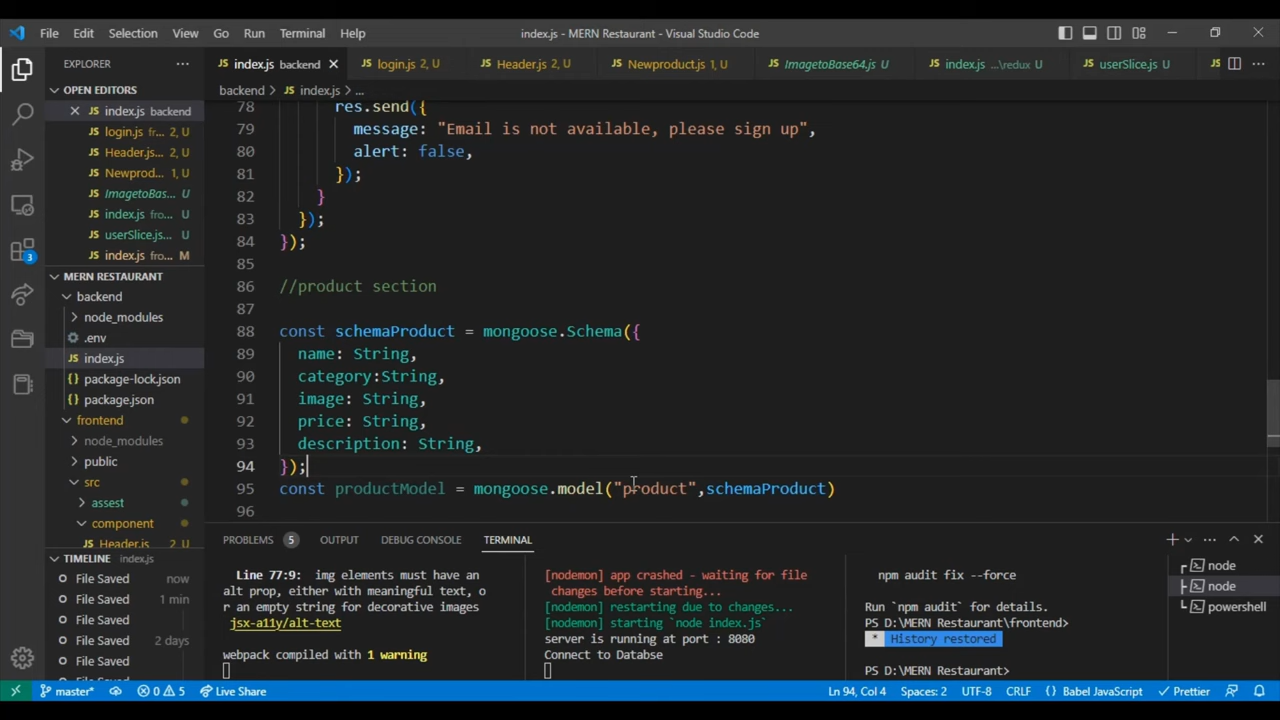 File Edit Selection View Go Run Terminal Help
index.js - MERN Restaurant - Visual Studio Code
EXPLORER
OPEN EDITORS
index.js backend
login.js fr... 2, U
Header.js... 2, U
Newprod... 1, U
ImagetoBas... U
index.js fro... U
userSlice.js... U
index.js fro... M
MERN RESTAURANT
backend
node_modules
.env
index.js
package-lock.json
package.json
frontend
node_modules
public
src
assest
component
Header.js 2, U
TIMELINE index.js
File Saved now
File Saved 1 min
File Saved
File Saved 2 days
File Saved
3
index.js backend
login.js 2, U
Header.js 2, U
Newproduct.js 1, U
ImagetoBase64.js U
index.js ...\redux U
userSlice.js U
JS
backend > index.js > ...
78 res.send({
79 message: "Email is not available, please sign up",
80 alert: false,
81 });
82 }
83 });
84 });
85
86 //product section
87
88 const schemaProduct = mongoose.Schema({
89 name: String,
90 category:String,
91 image: String,
92 price: String,
93 description: String,
94 });
95 const productModel = mongoose.model("product",schemaProduct)
96
PROBLEMS 5 OUTPUT DEBUG CONSOLE TERMINAL
Line 77:9: img elements must have an
alt prop, either with meaningful text, o
r an empty string for decorative images
jsx-a11y/alt-text
webpack compiled with 1 warning
[nodemon] app crashed - waiting for file
changes before starting...
[nodemon] restarting due to changes...
[nodemon] starting `node index.js`
server is running at port : 8080
Connect to Databse
npm audit fix --force
Run `npm audit` for details.
PS D:\MERN Restaurant\frontend>
* History restored
PS D:\MERN Restaurant>
node
node
powershell
master* 0 5 Live Share
Ln 94, Col 4 Spaces: 2 UTF-8 CRLF {} Babel JavaScript Prettier